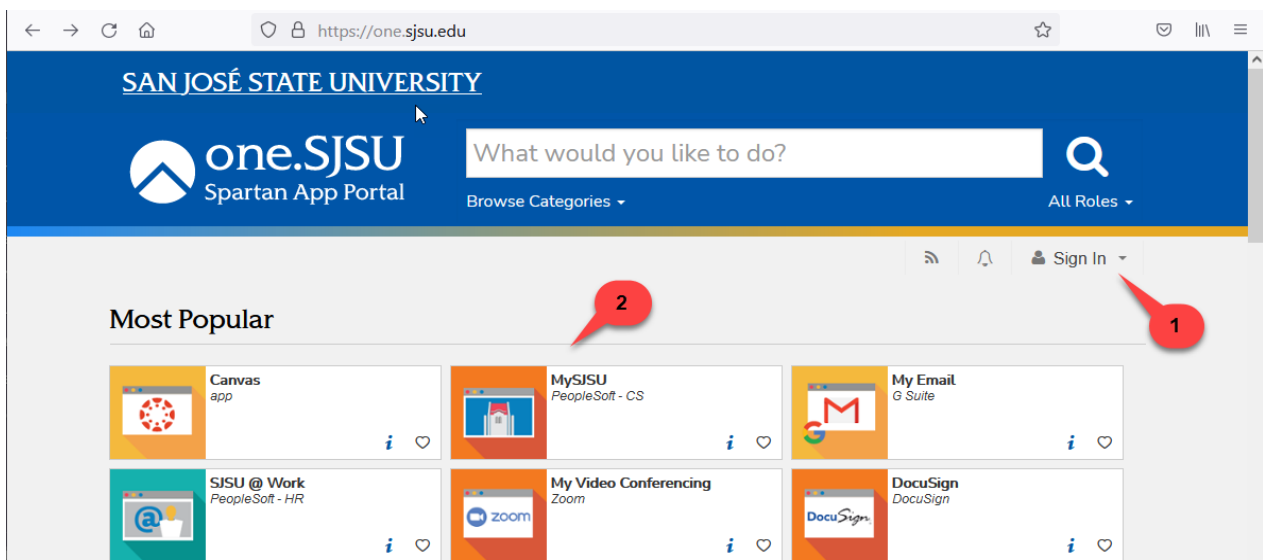 https://one.sjsu.edu
SAN JOSÉ STATE UNIVERSITY
one.SJSU
Spartan App Portal
What would you like to do?
Browse Categories
All Roles
Sign In
1
2
Most Popular
Canvas
app
i
MySJSU
PeopleSoft - CS
i
My Email
G Suite
i
SJSU @ Work
PeopleSoft - HR
@
i
My Video Conferencing
Zoom
zoom
i
DocuSign
DocuSign
DocuSign
i